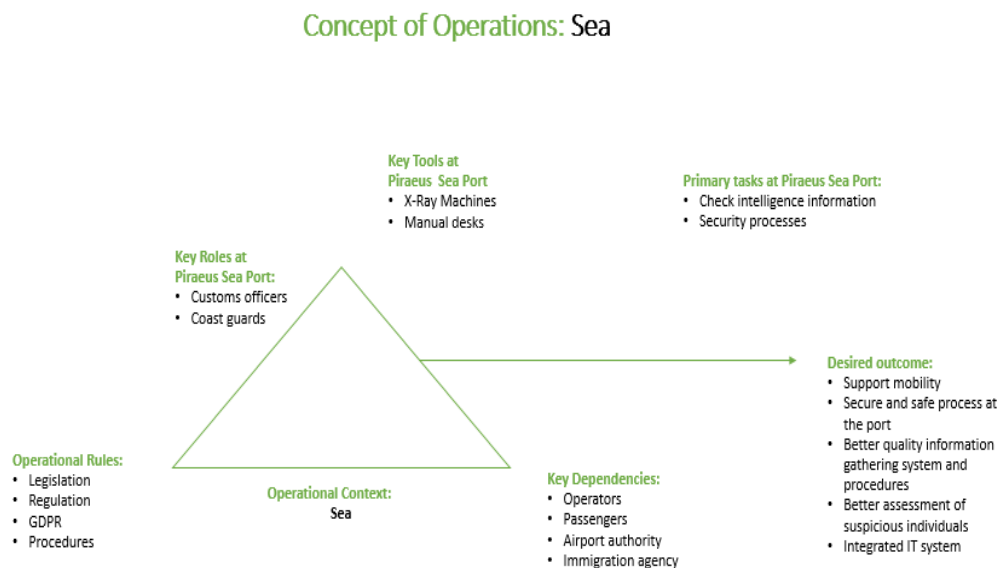 Concept of Operations: Sea
Key Tools at
Piraeus Sea Port
• X-Ray Machines
• Manual desks
Primary tasks at Piraeus Sea Port:
• Check intelligence information
• Security processes
Key Roles at
Piraeus Sea Port:
• Customs officers
• Coast guards
Desired outcome:
• Support mobility
• Secure and safe process at
the port
• Better quality information
gathering system and
procedures
• Better assessment of
suspicious individuals
• Integrated IT system
Operational Rules:
• Legislation
• Regulation
• GDPR
• Procedures
Operational Context:
Sea
Key Dependencies:
• Operators
• Passengers
• Airport authority
• Immigration agency